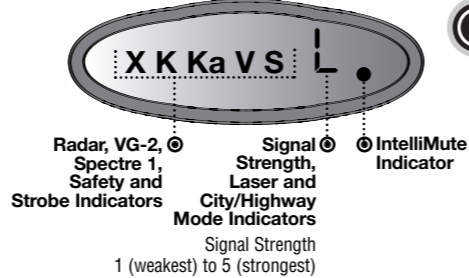 X K Ka V S L
Radar, VG-2,
Spectre 1,
Safety and
Strobe Indicators
Signal
Strength,
Laser and
City/Highway
Mode Indicators
Signal Strength
1 (weakest) to 5 (strongest)
IntelliMute
Indicator